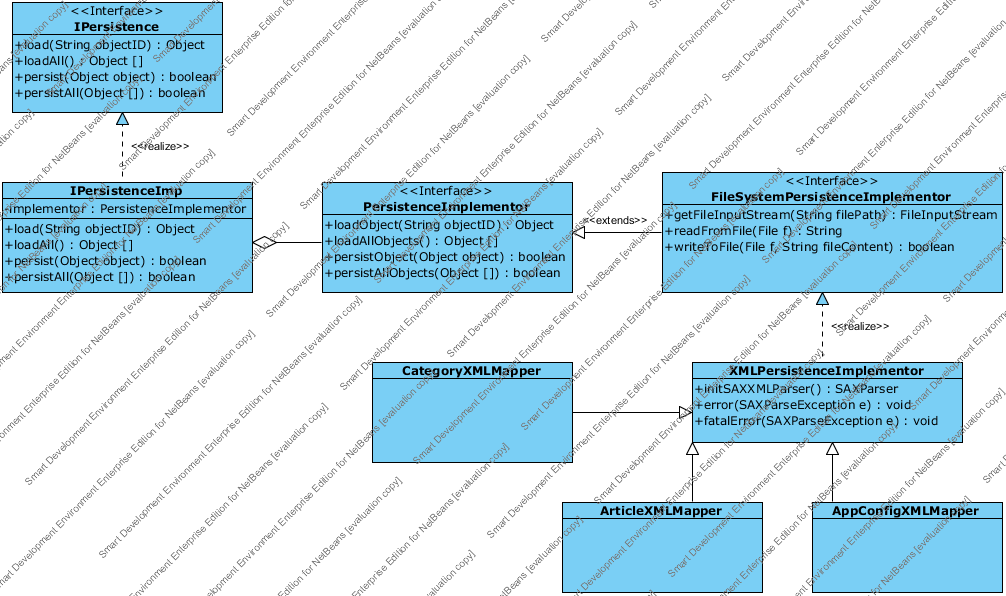 <<Interface>>
IPersistence
+load(String objectID) : Object
+loadAll() : Object []
+persist(Object object) : boolean
+persistAll(Object []) : boolean
<<realize>>
IPersistenceImp
-implementor : PersistenceImplementor
+load(String objectID) : Object
+loadAll() : Object []
+persist(Object object) : boolean
+persistAll(Object []) : boolean
<<Interface>>
PersistenceImplementor
+loadObject(String objectID) : Object
+loadAllObjects() : Object []
+persistObject(Object object) : boolean
+persistAllObjects(Object []) : boolean
<<extends>>
<<Interface>>
FileSystemPersistenceImplementor
+getFileInputStream(String filePath) : FileInputStream
+readFromFile(File f) : String
+writeToFile(File f, String fileContent) : boolean
<<realize>>
CategoryXMLMapper
XMLPersistenceImplementor
+initSAXXMLParser() : SAXParser
+error(SAXParseException e) : void
+fatalError(SAXParseException e) : void
ArticleXMLMapper
AppConfigXMLMapper
Smart Development Environment Enterprise Edition for NetBeans [evaluation copy]